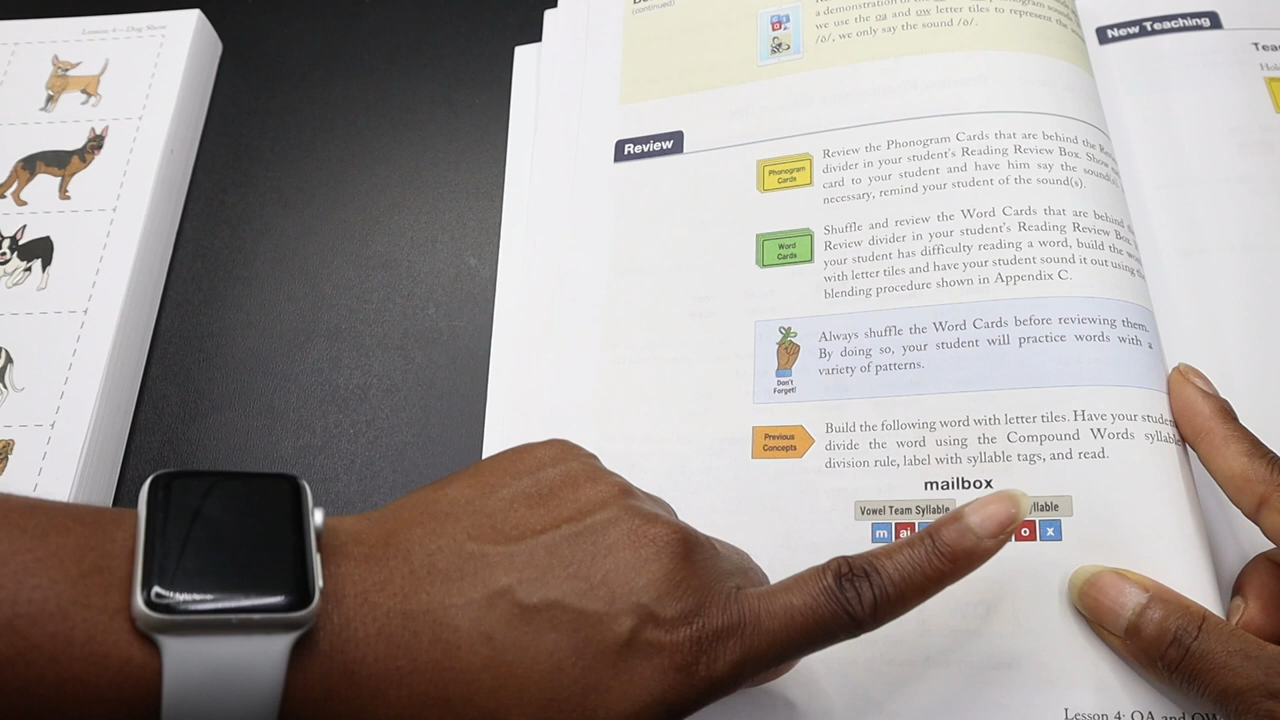 Lesson 4 – Dog Show
(continued)
a demonstration of the
we use the oa and ow letter tiles to represent the
/ō/, we only say the sound /ō/.
New Teaching
Review
Phonogram
Cards
Review the Phonogram Cards that are behind the
divider in your student's Reading Review Box. Show
card to your student and have him say the sound(s).
necessary, remind your student of the sound(s).
Word
Cards
Shuffle and review the Word Cards that are behind
Review divider in your student's Reading Review Box.
your student has difficulty reading a word, build the
with letter tiles and have your student sound it out using the
blending procedure shown in Appendix C.
Don't
Forget!
Always shuffle the Word Cards before reviewing them.
By doing so, your student will practice words with a
variety of patterns.
Previous
Concepts
Build the following word with letter tiles. Have your
divide the word using the Compound Words syllable
division rule, label with syllable tags, and read.
mailbox
Vowel Team Syllable
m ai o x
Lesson 4: OA and OW